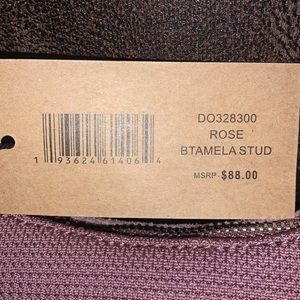 DO328300
ROSE
BTAMELA STUD
MSRP $88.00
1 93624 61406 4